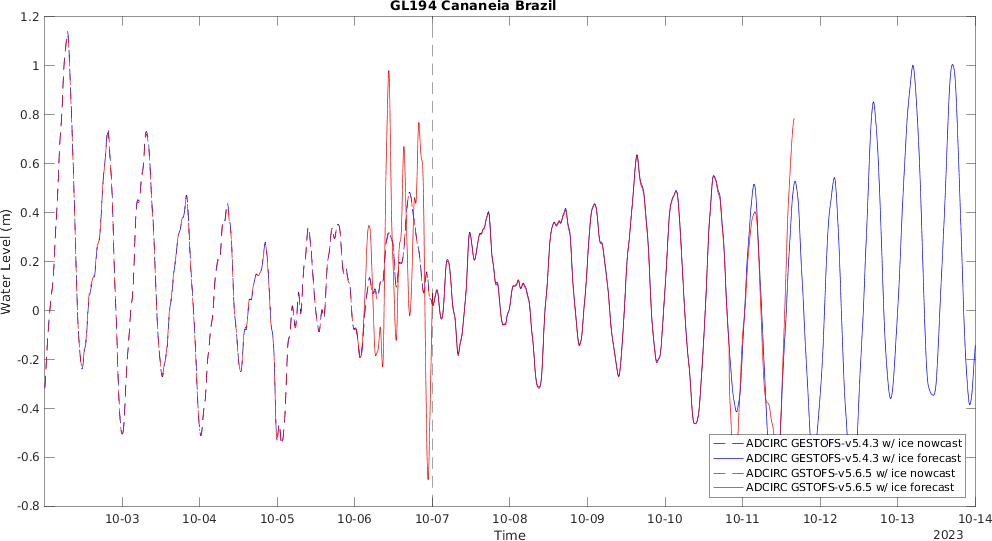 GL194 Cananeia Brazil
Water Level (m)
1.2
1
0.8
0.6
0.4
0.2
0
-0.2
-0.4
-0.6
-0.8
ADCIRC GESTOFS-v5.4.3 w/ ice nowcast
ADCIRC GESTOFS-v5.4.3 w/ ice forecast
ADCIRC GSTOFS-v5.6.5 w/ ice nowcast
ADCIRC GSTOFS-v5.6.5 w/ ice forecast
10-03 10-04 10-05 10-06 10-07 10-08 10-09 10-10 10-11 10-12 10-13 10-14
Time
2023